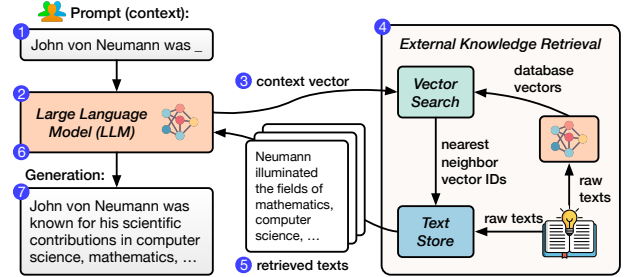 Prompt (context):
1
John von Neumann was _
2
Large Language
Model (LLM)
6
Generation:
7
John von Neumann was
known for his scientific
contributions in computer
science, mathematics, ...
3 context vector
Neumann
illuminated
the fields of
mathematics,
computer
science, ...
5 retrieved texts
4
External Knowledge Retrieval
Vector
Search
database
vectors
nearest
neighbor
vector IDs
raw
texts
raw texts
Text
Store